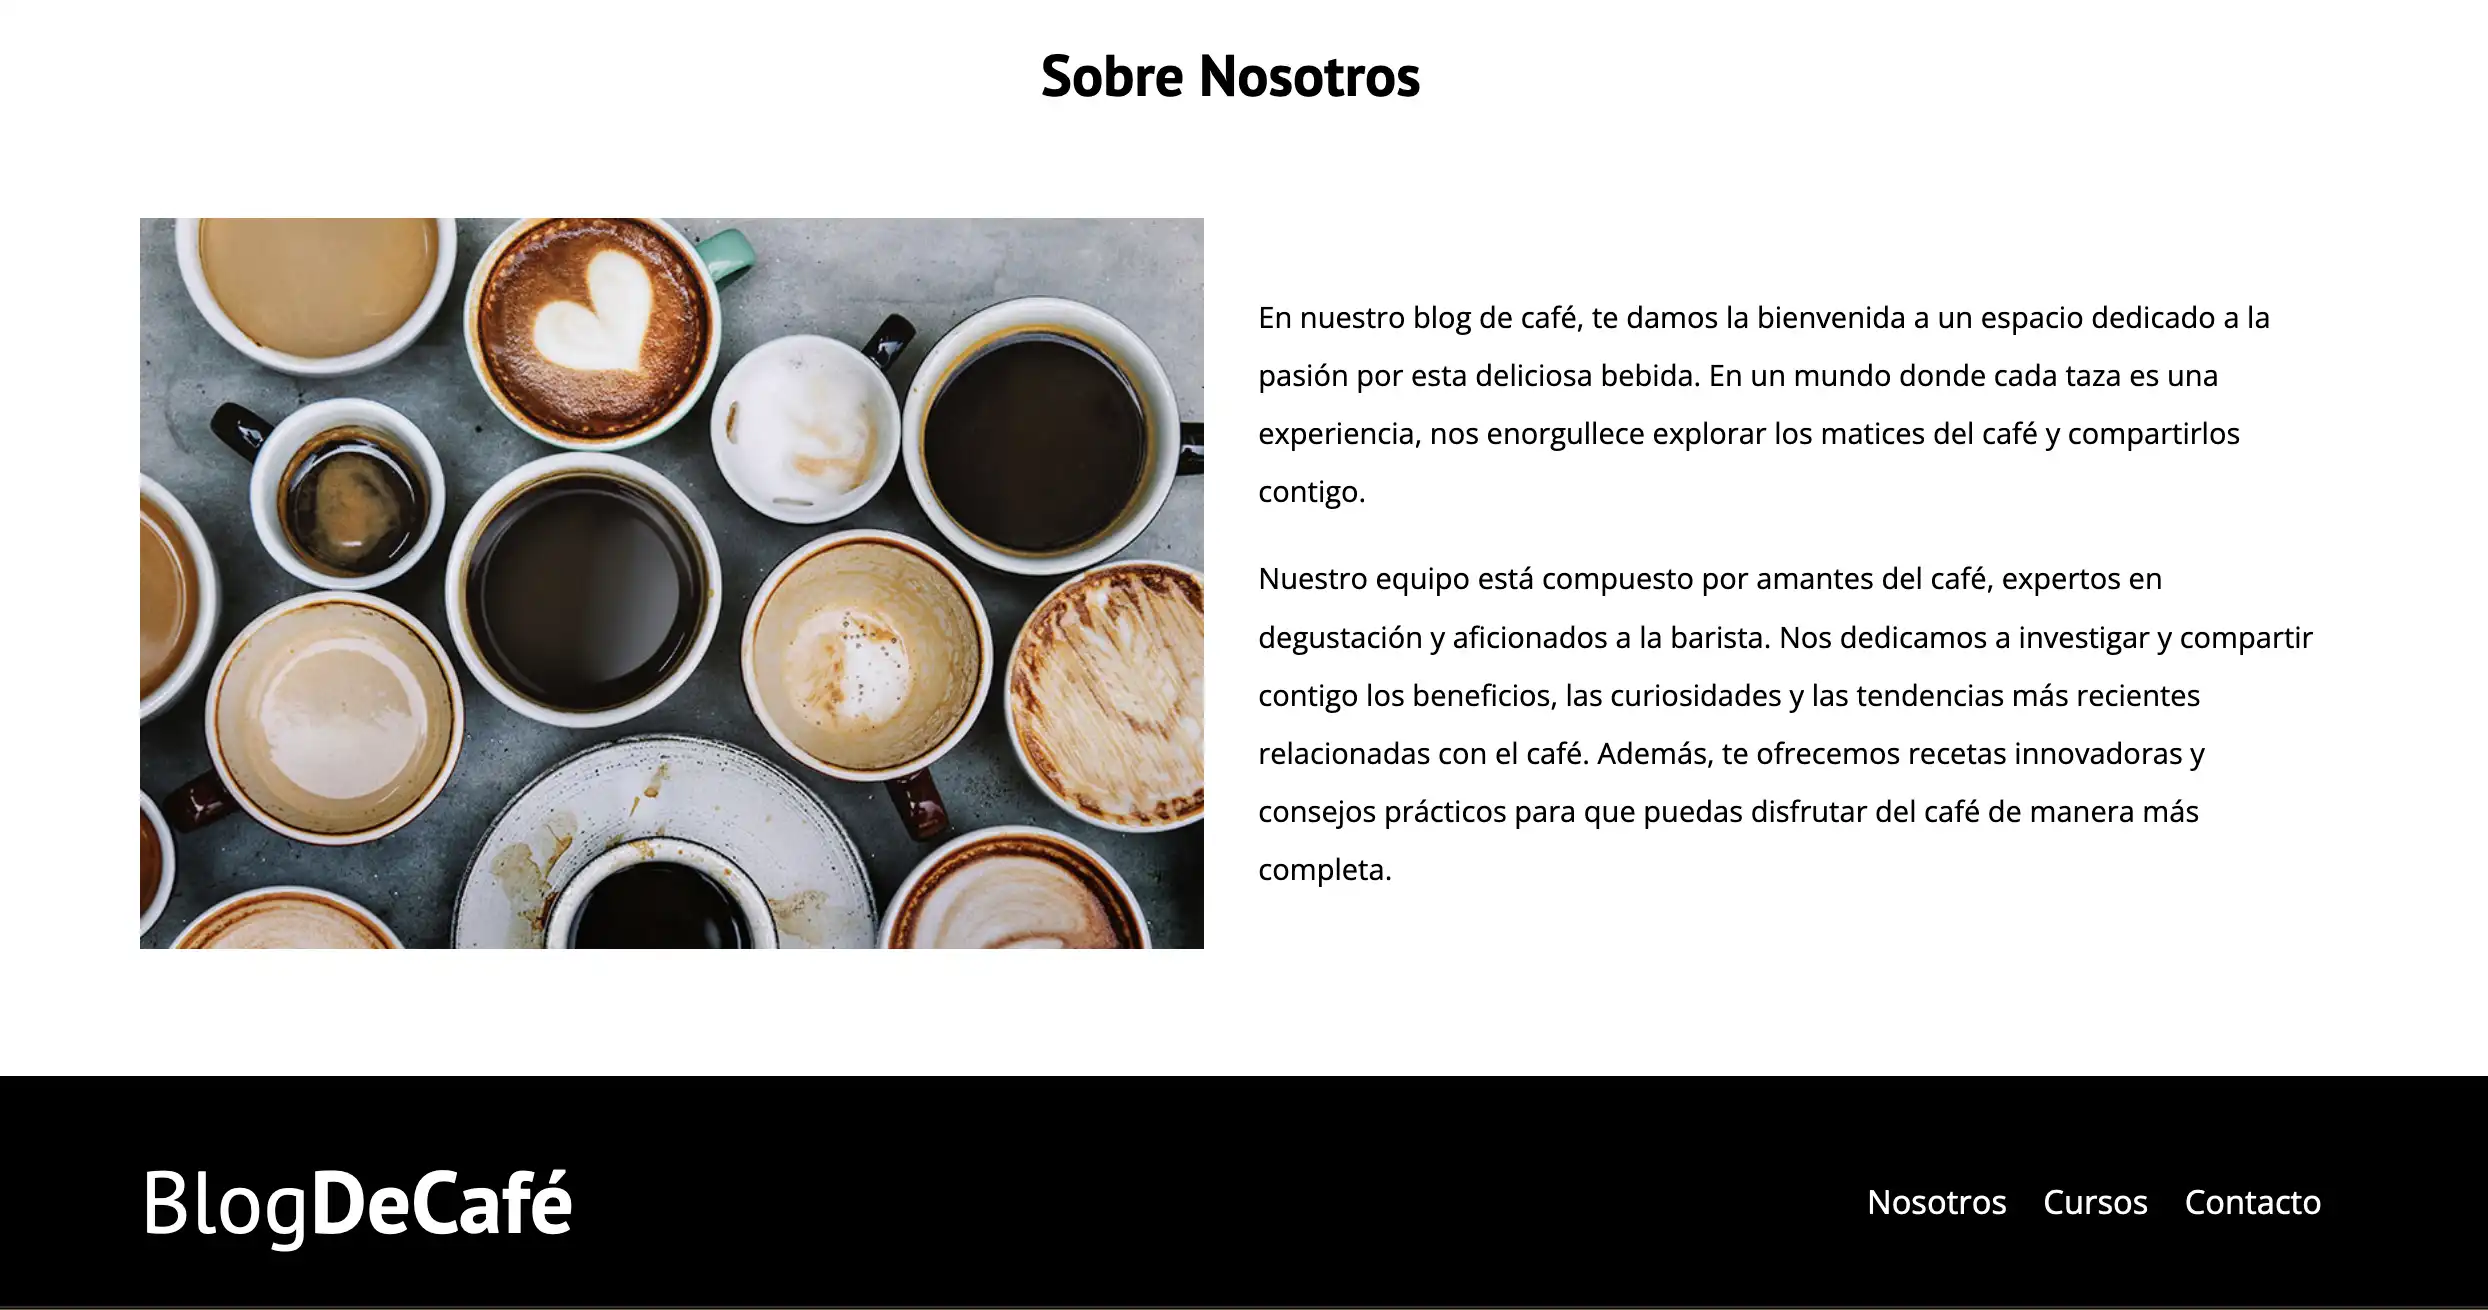 Sobre Nosotros
En nuestro blog de café, te damos la bienvenida a un espacio dedicado a la
pasión por esta deliciosa bebida. En un mundo donde cada taza es una
experiencia, nos enorgullece explorar los matices del café y compartirlos
contigo.
Nuestro equipo está compuesto por amantes del café, expertos en
degustación y aficionados a la barista. Nos dedicamos a investigar y compartir
contigo los beneficios, las curiosidades y las tendencias más recientes
relacionadas con el café. Además, te ofrecemos recetas innovadoras y
consejos prácticos para que puedas disfrutar del café de manera más
completa.
BlogDeCafé
Nosotros Cursos Contacto